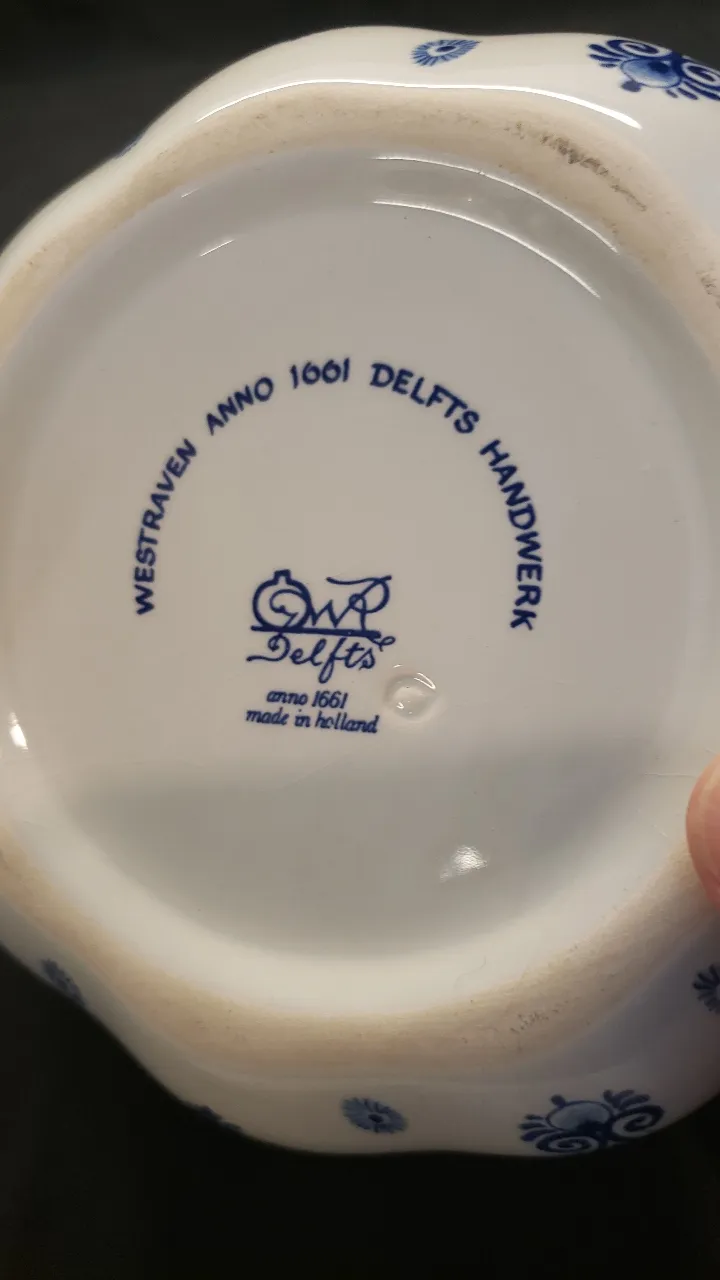 WESTRAVEN ANNO 1661 DELFTS HANDWERK
Delfts
anno 1661
made in holland